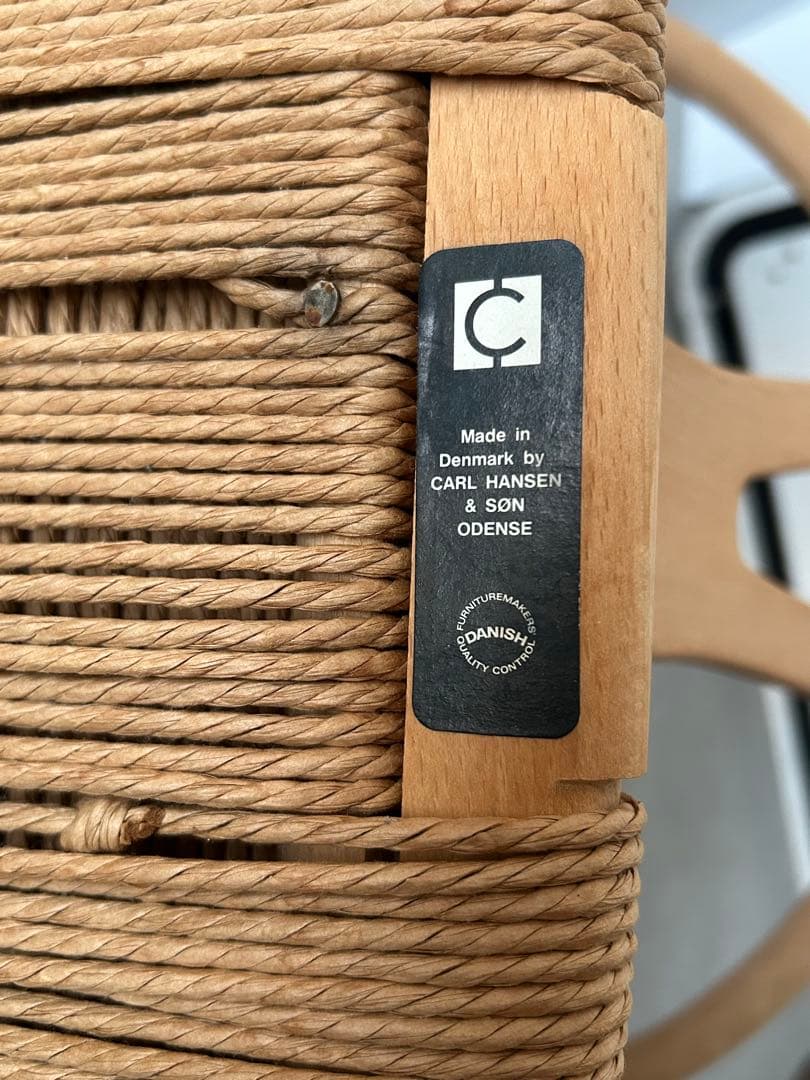 C
Made in
Denmark by
CARL HANSEN
& SØN
ODENSE
FURNITUREMAKERS'
DANISH
QUALITY CONTROL